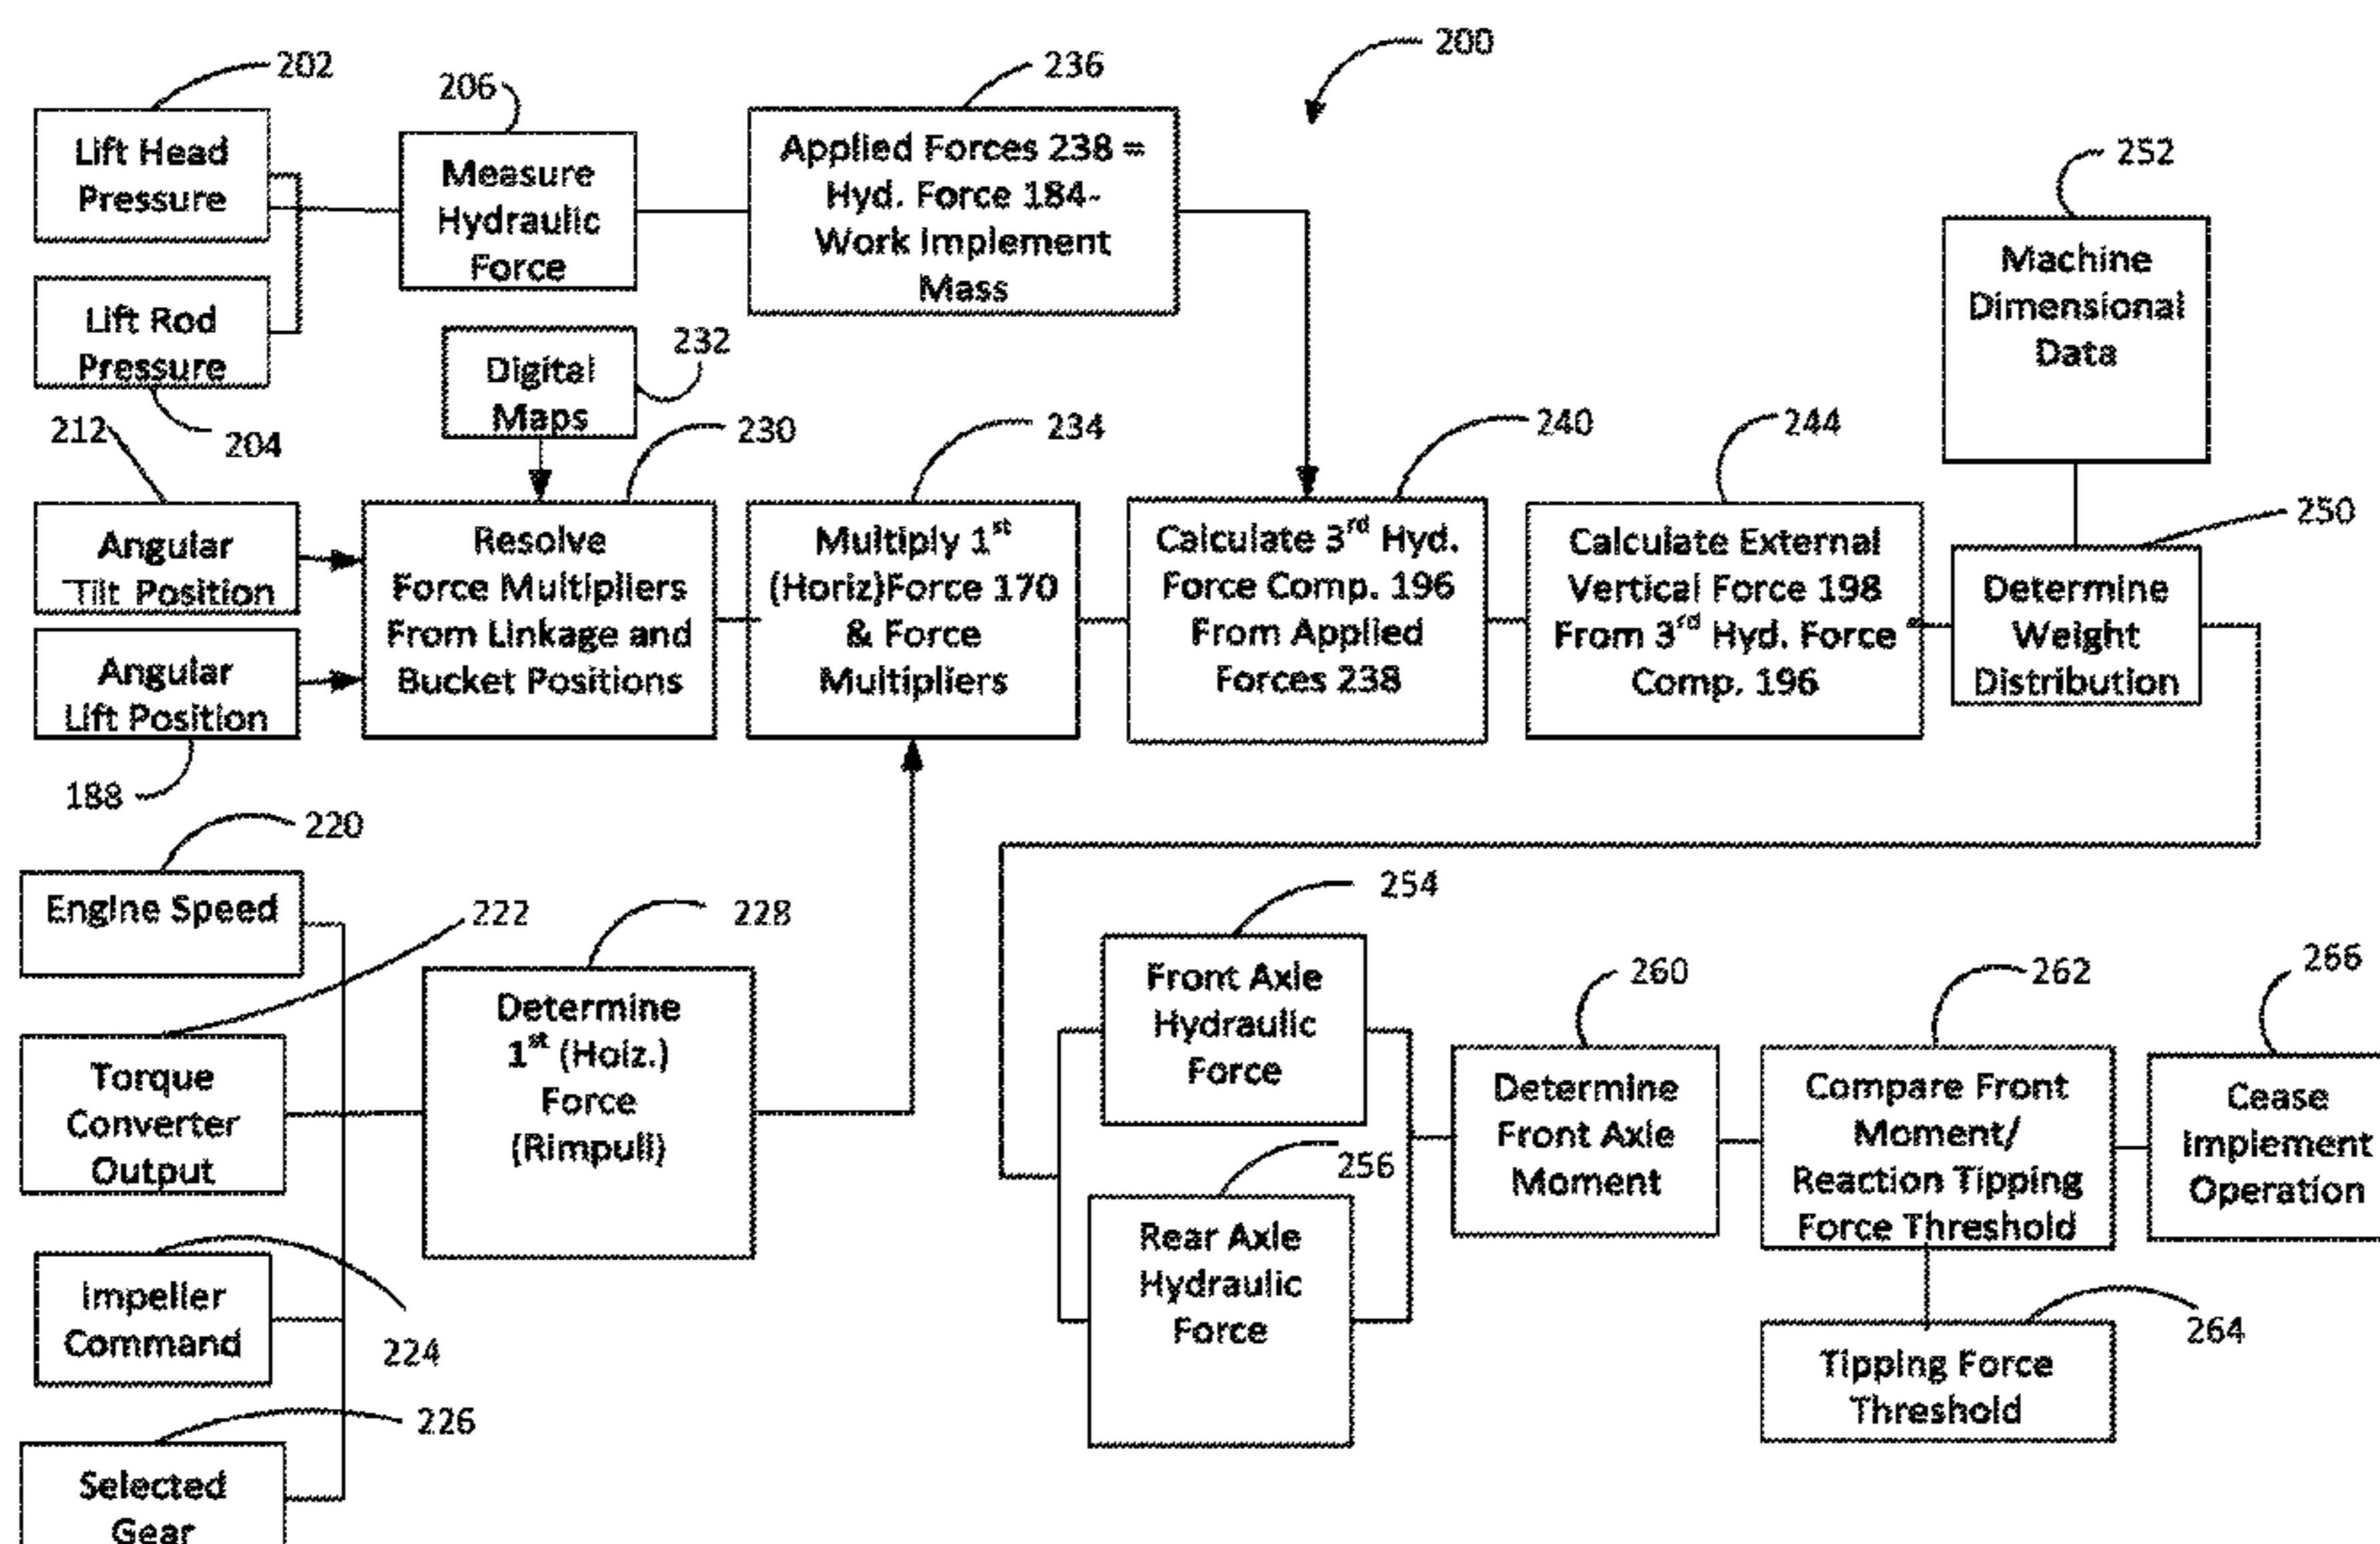 200
202
Lift Head
Pressure
206
Measure
Hydraulic
Force
236
Applied Forces 238 =
Hyd. Force 184-
Work Implement
Mass
252
Machine
Dimensional
Data
Lift Rod
Pressure
204
Digital
Maps
232
212
Angular
Tilt Position
Angular
Lift Position
188
230
Resolve
Force Multipliers
From Linkage and
Bucket Positions
234
Multiply 1st
(Horiz)Force 170
& Force
Multipliers
240
Calculate 3rd Hyd.
Force Comp. 196
From Applied
Forces 238
244
Calculate External
Vertical Force 198
From 3rd Hyd. Force
Comp. 196
250
Determine
Weight
Distribution
220
Engine Speed
222
Torque
Converter
Output
224
Impeller
Command
226
Selected
Gear
228
Determine
1st (Hoiz.)
Force
(Rimpull)
254
Front Axle
Hydraulic
Force
256
Rear Axle
Hydraulic
Force
260
Determine
Front Axle
Moment
262
Compare Front
Moment/
Reaction Tipping
Force Threshold
264
Tipping Force
Threshold
266
Cease
Implement
Operation